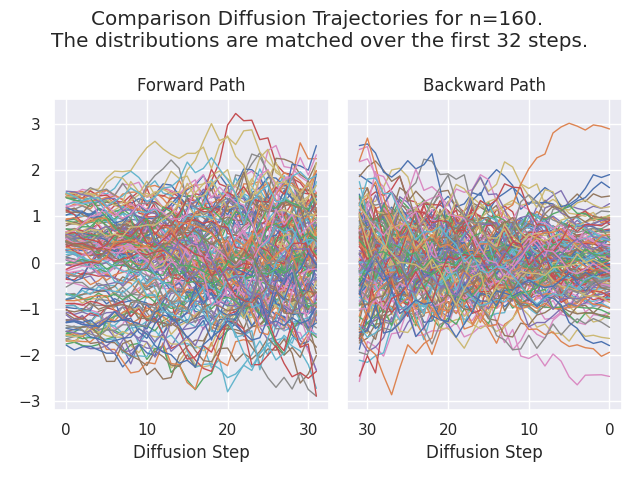 Comparison Diffusion Trajectories for n=160.
The distributions are matched over the first 32 steps.
Forward Path
Backward Path
3
2
1
0
−1
−2
−3
0 10 20 30
30 20 10 0
Diffusion Step
Diffusion Step